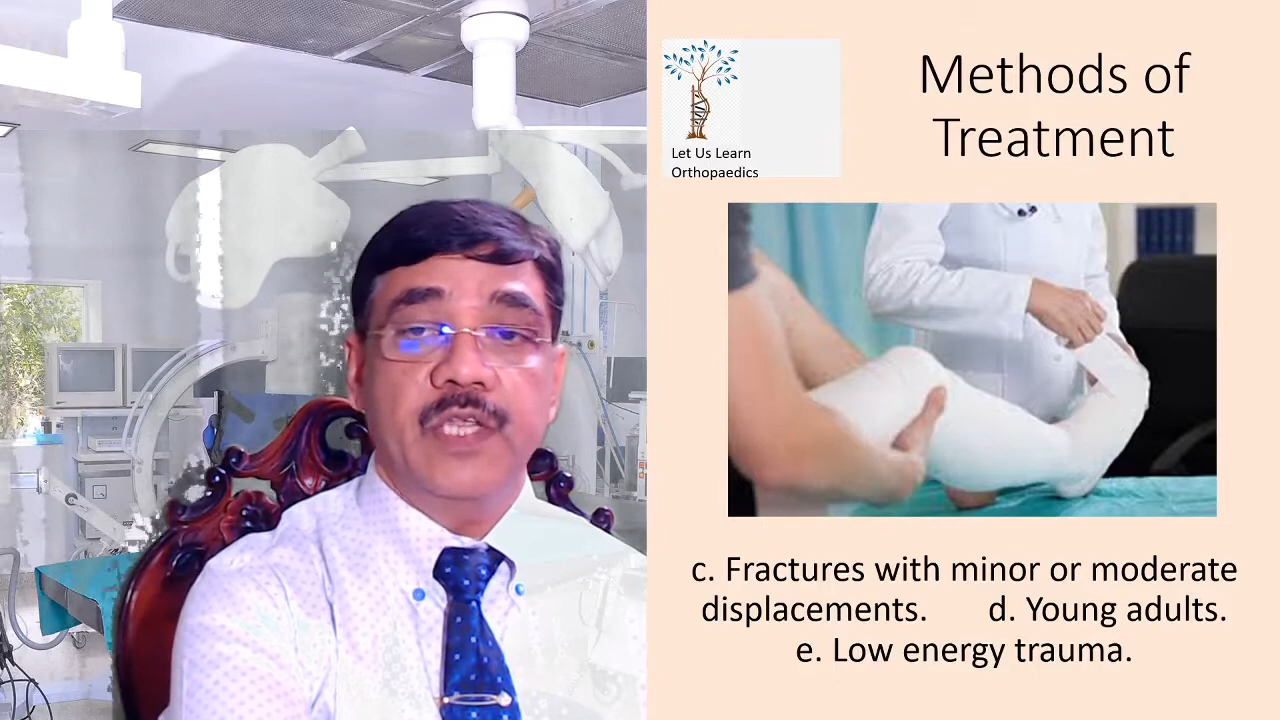 Methods of
Treatment
Let Us Learn
Orthopaedics
c. Fractures with minor or moderate
displacements. d. Young adults.
e. Low energy trauma.